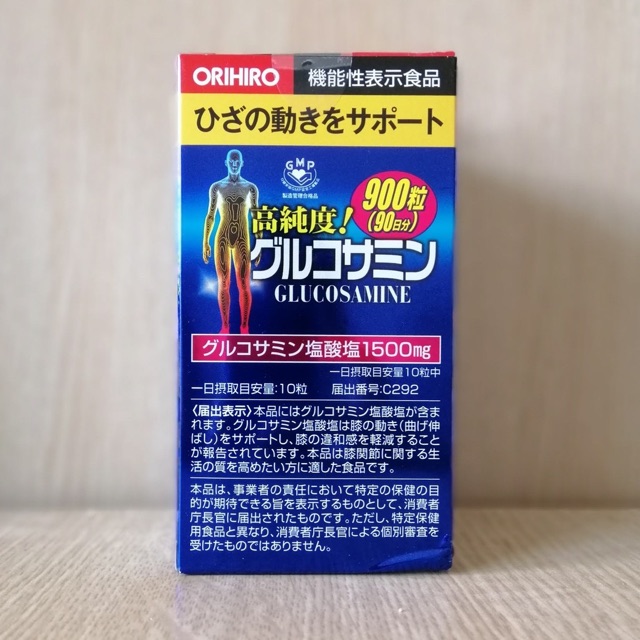 ORIHIRO 機能性表示食品
ひざの動きをサポート
GMP
製造管理合格品
900粒
(90日分)
高純度!
グルコサミン
GLUCOSAMINE
グルコサミン塩酸塩1500mg
一日摂取目安量10粒中
一日摂取目安量:10粒 届出番号:C292
〈届出表示〉本品にはグルコサミン塩酸塩が含ま
れます。グルコサミン塩酸塩は膝の動き(曲げ伸
ばし)をサポートし、膝の違和感を軽減すること
が報告されています。本品は膝関節に関する生
活の質を高めたい方に適した食品です。
本品は、事業者の責任において特定の保健の目
的が期待できる旨を表示するものとして、消費者
庁長官に届出されたものです。ただし、特定保健
用食品と異なり、消費者庁長官による個別審査を
受けたものではありません。